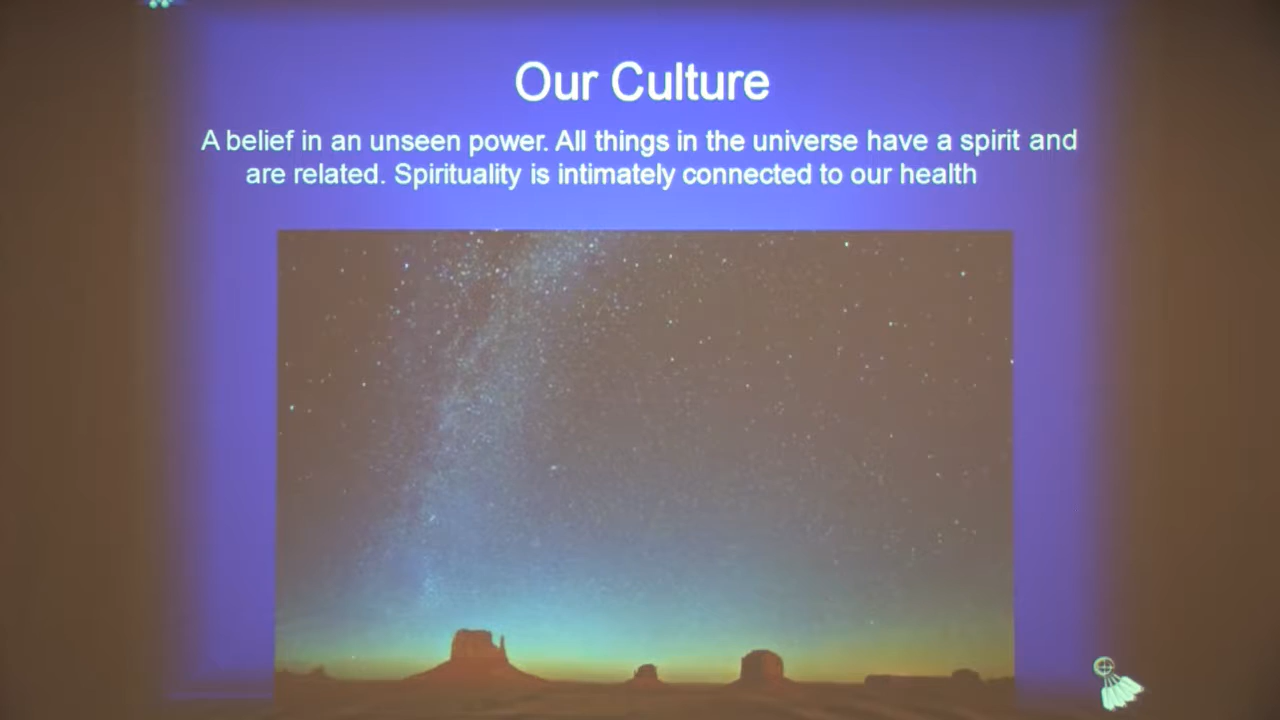 Our Culture
A belief in an unseen power. All things in the universe have a spirit and
are related. Spirituality is intimately connected to our health